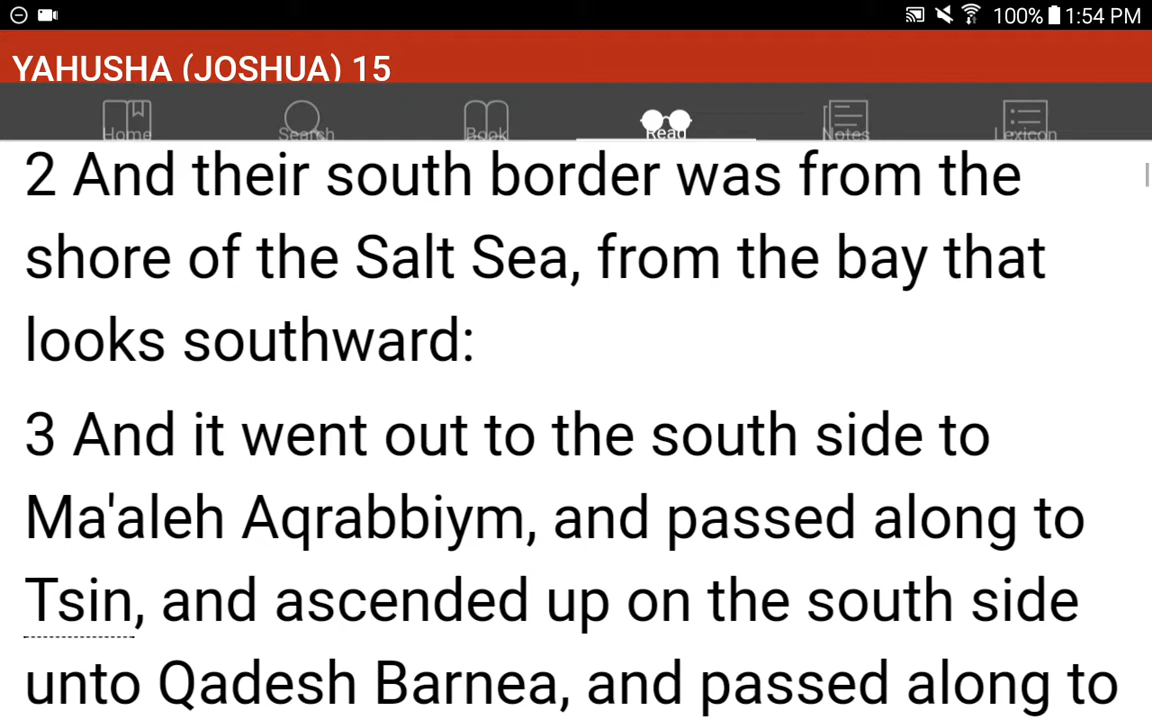 100% 1:54 PM
YAHUSHA (JOSHUA) 15
Home Search Book Read Notes Lexicon
2 And their south border was from the
shore of the Salt Sea, from the bay that
looks southward:
3 And it went out to the south side to
Ma'aleh Aqrabbiym, and passed along to
Tsin, and ascended up on the south side
unto Qadesh Barnea, and passed along to